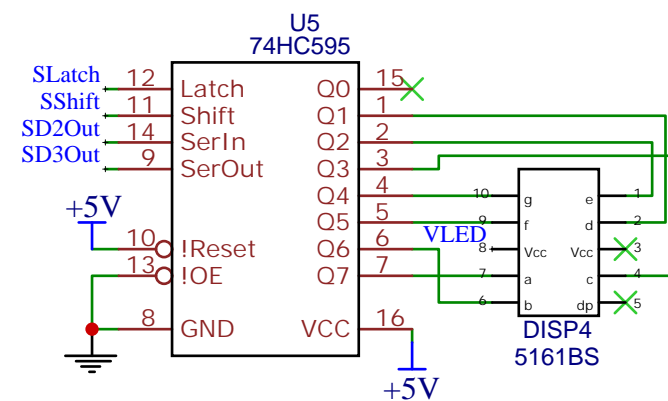 U5
74HC595
SLatch 12 Latch Q0 15
SShift 11 Shift Q1 1
SD2Out 14 SerIn Q2 2
SD3Out 9 SerOut Q3 3
Q4 4 10 g e 1
+5V Q5 5 9 f d 2
10 !Reset Q6 6 VLED 8 Vcc Vcc 3
13 !OE Q7 7 7 a c 4
6 b dp 5
8 GND VCC 16
DISP4
5161BS
+5V